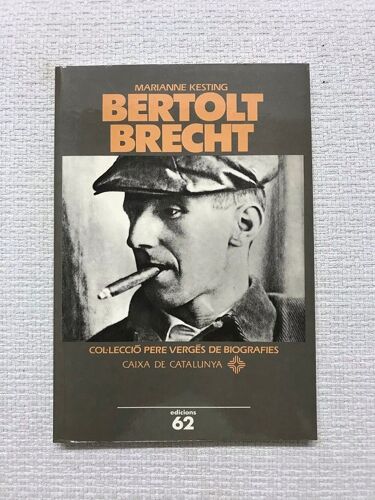 MARIANNE KESTING
BERTOLT
BRECHT
COL·LECCIÓ PERE VERGÉS DE BIOGRAFIES
CAIXA DE CATALUNYA
edicions
62